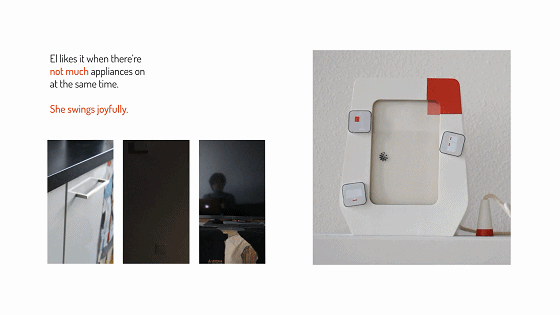 El likes it when there're
not much appliances on
at the same time.
She swings joyfully.